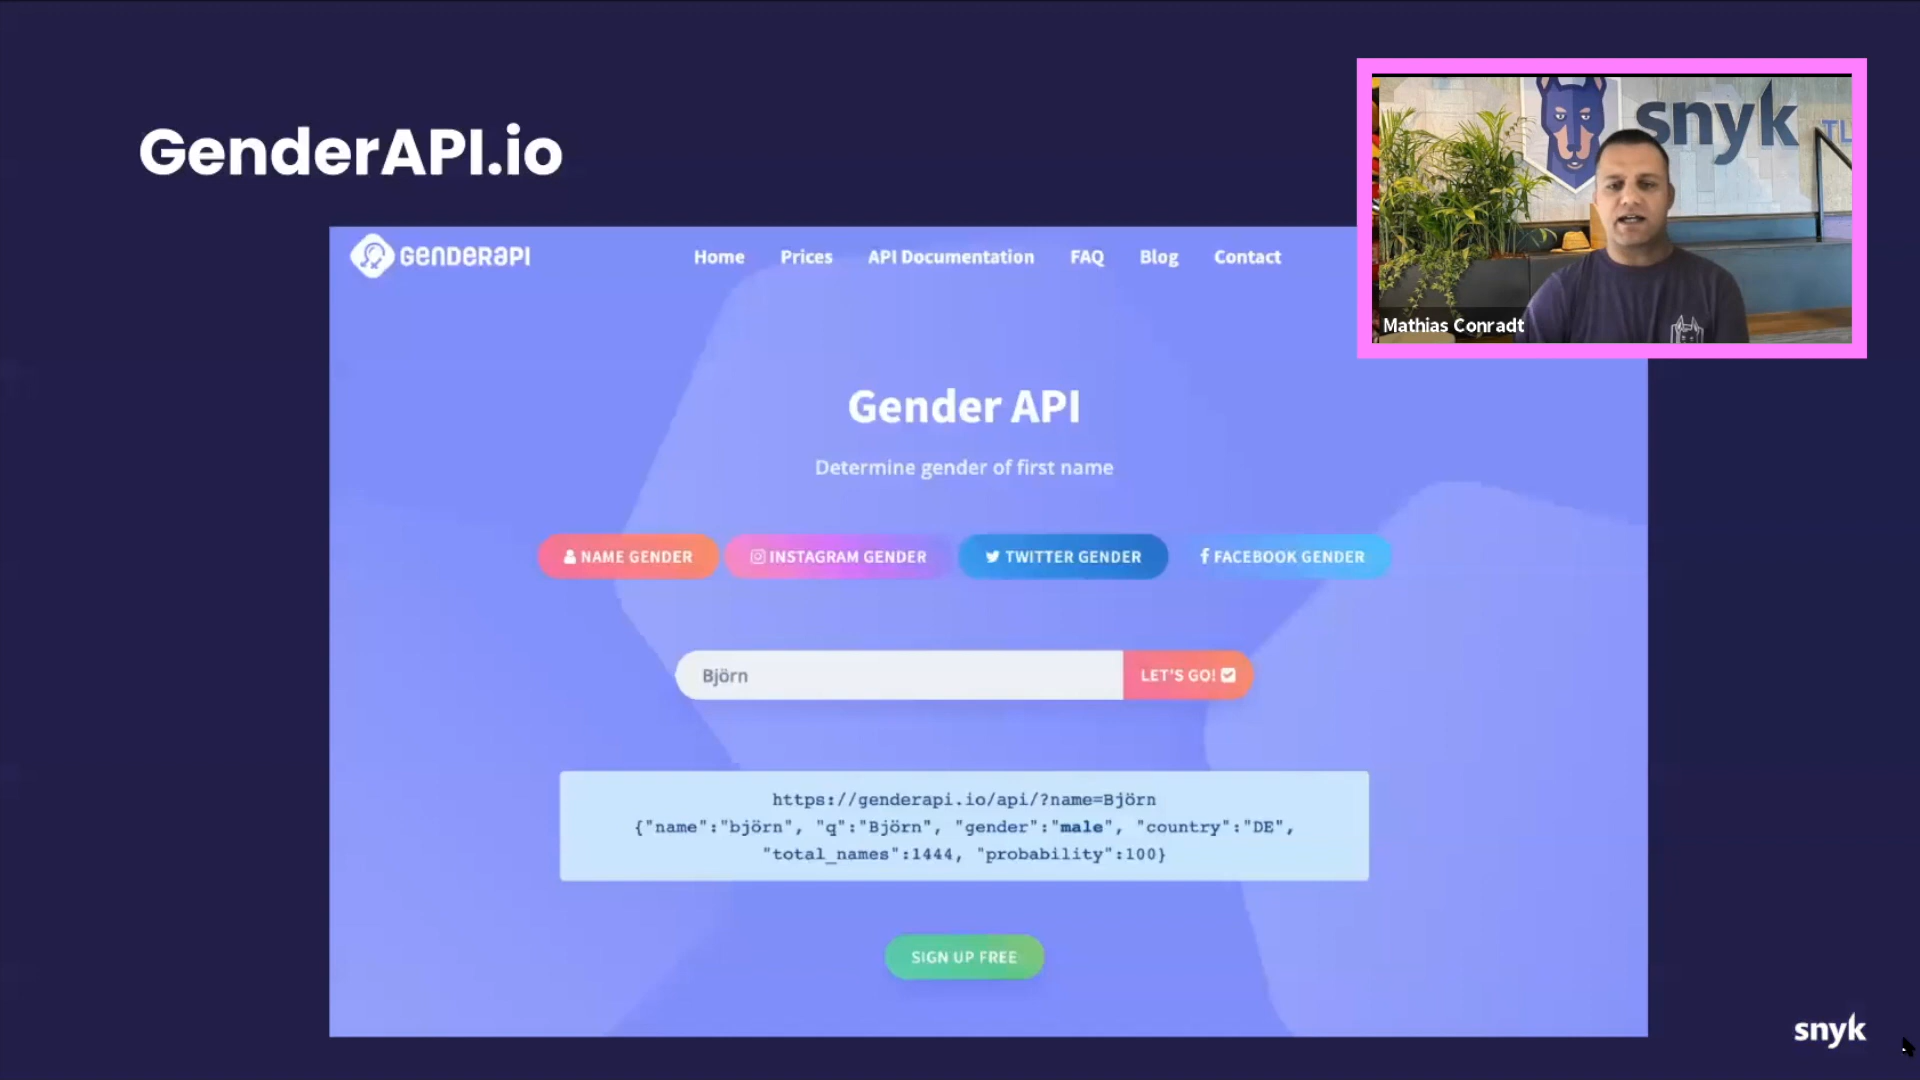 GenderAPI.io
GENDERAPI
Home Prices API Documentation FAQ Blog Contact
snyk
TL
Mathias Conradt
Gender API
Determine gender of first name
NAME GENDER INSTAGRAM GENDER TWITTER GENDER FACEBOOK GENDER
Björn LET'S GO!
https://genderapi.io/api/?name=Björn
{"name":"björn", "q":"Björn", "gender":"male", "country":"DE",
"total_names":1444, "probability":100}
SIGN UP FREE
snyk